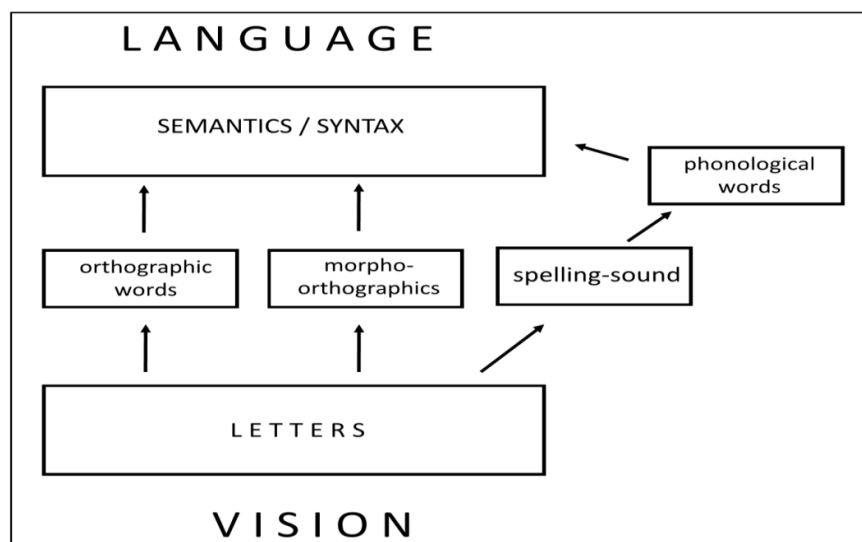 LANGUAGE
SEMANTICS / SYNTAX
phonological
words
orthographic
words
morpho-
orthographics
spelling-sound
LETTERS
VISION